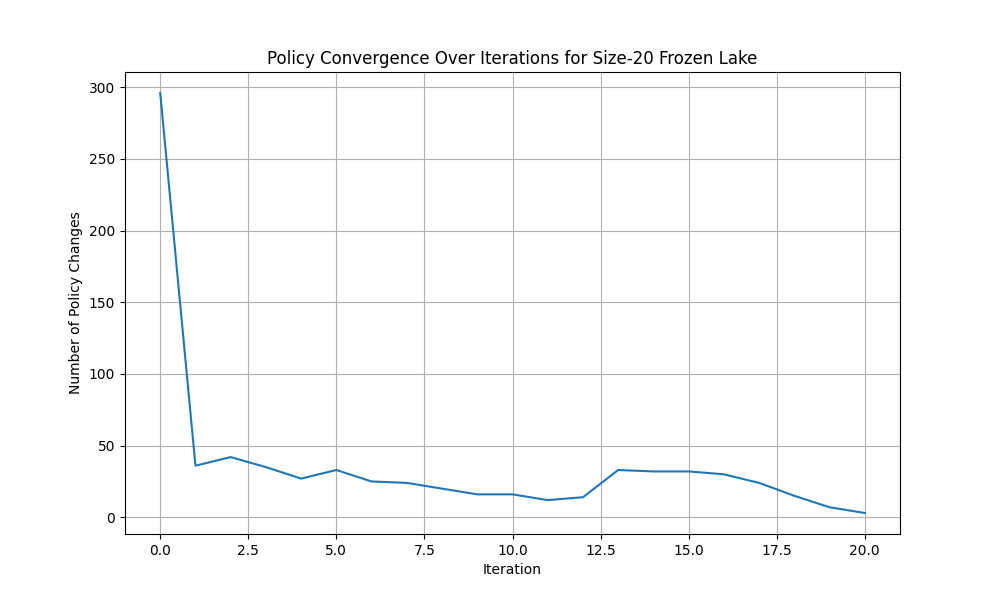 Policy Convergence Over Iterations for Size-20 Frozen Lake
300
250
200
150
100
50
0
Number of Policy Changes
0.0 2.5 5.0 7.5 10.0 12.5 15.0 17.5 20.0
Iteration